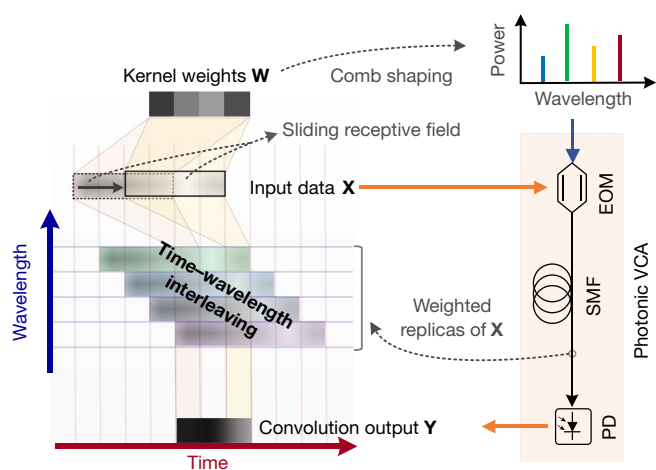 Power
Wavelength
Kernel weights W
Comb shaping
Sliding receptive field
Input data X
EOM
Wavelength
Time–wavelength
interleaving
Weighted
replicas of X
SMF
Photonic VCA
Convolution output Y
PD
Time